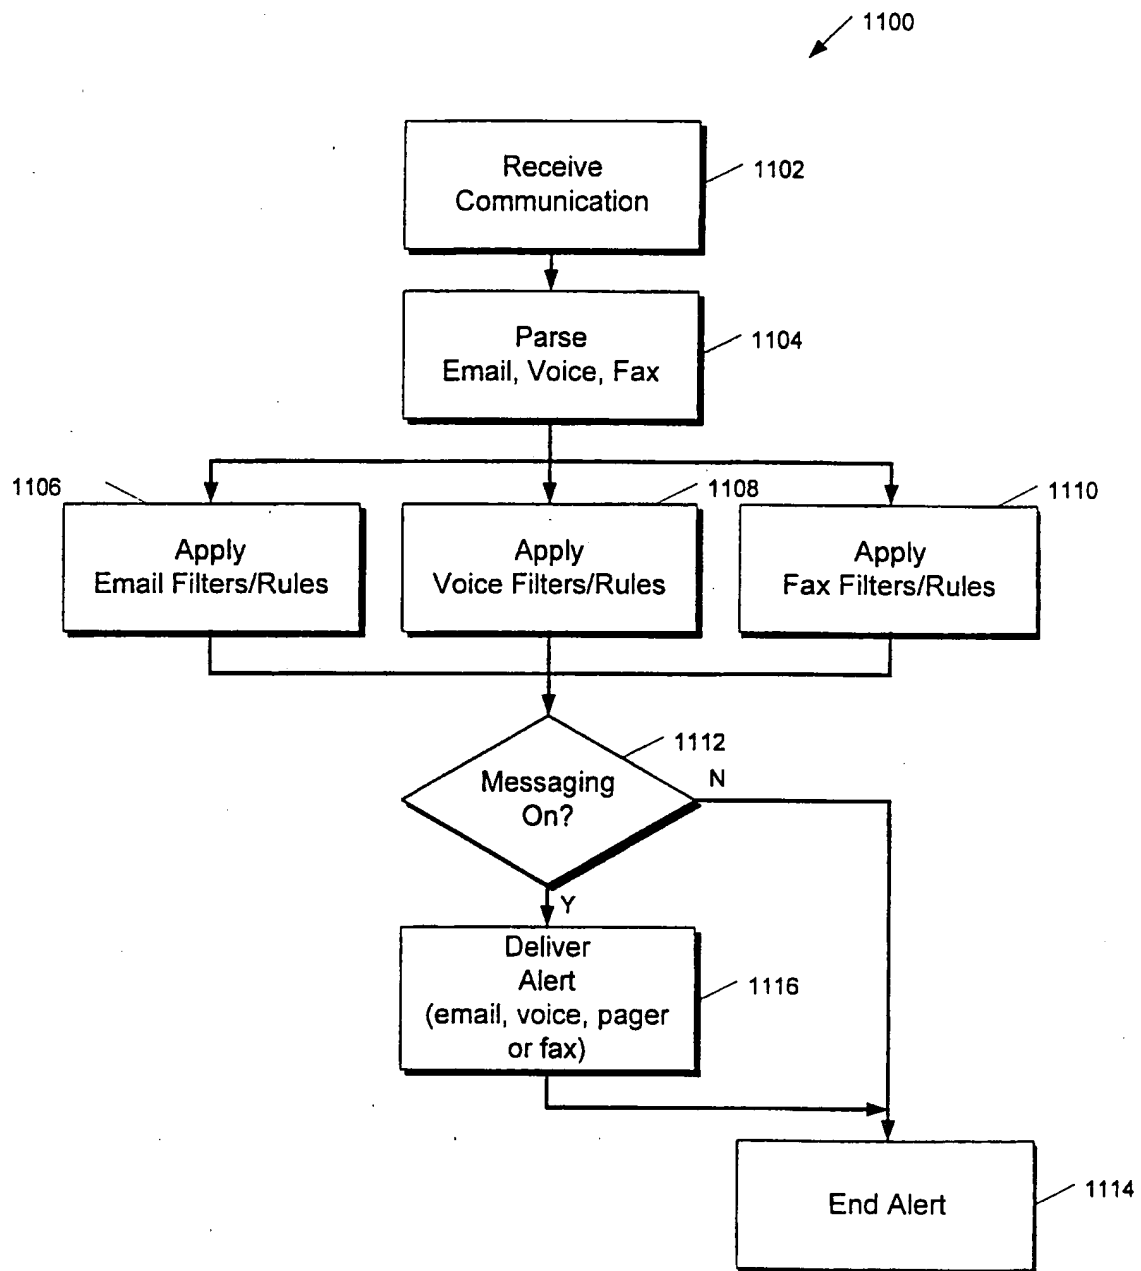 1100
Receive
Communication
1102
Parse
Email, Voice, Fax
1104
1106
Apply
Email Filters/Rules
1108
Apply
Voice Filters/Rules
1110
Apply
Fax Filters/Rules
1112
Messaging
On?
N
Y
Deliver
Alert
(email, voice, pager
or fax)
1116
End Alert
1114